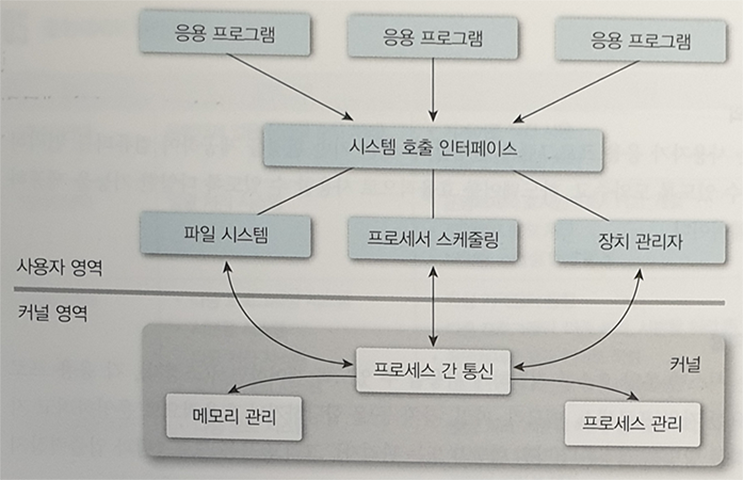 응용 프로그램
응용 프로그램
응용 프로그램
시스템 호출 인터페이스
파일 시스템
프로세서 스케줄링
장치 관리자
사용자 영역
커널 영역
프로세스 간 통신
커널
메모리 관리
프로세스 관리